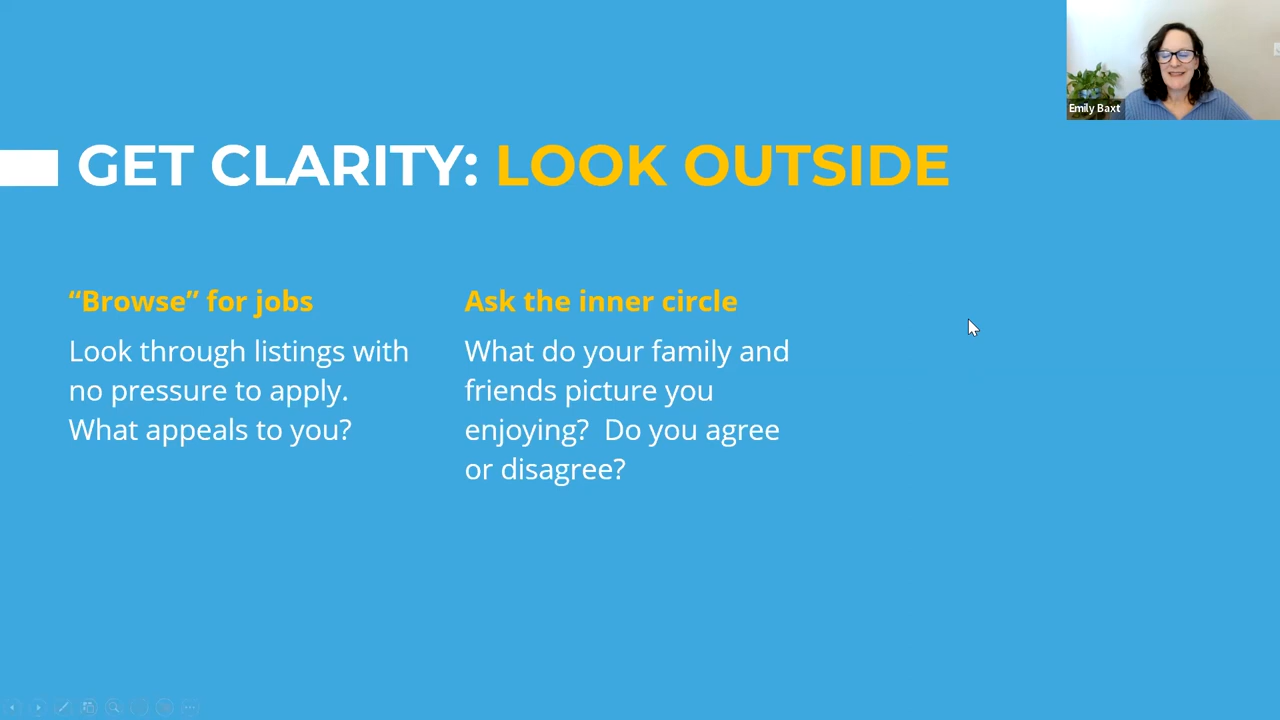 Emily Baxt
GET CLARITY: LOOK OUTSIDE
“Browse” for jobs
Look through listings with
no pressure to apply.
What appeals to you?
Ask the inner circle
What do your family and
friends picture you
enjoying?  Do you agree
or disagree?